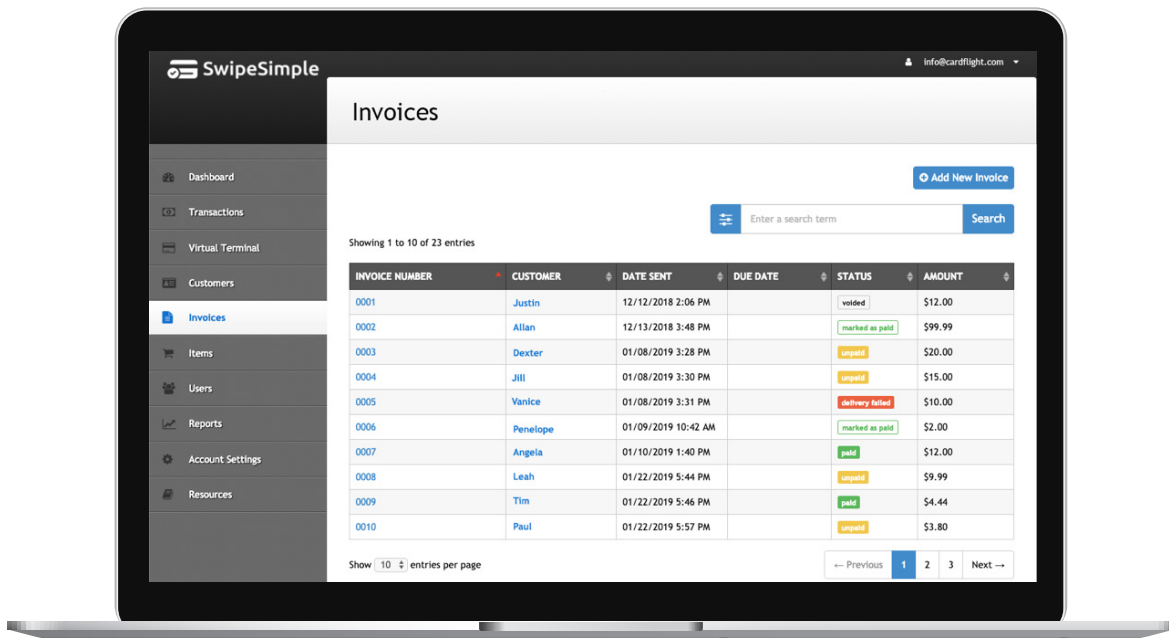 SwipeSimple
info@cardflight.com
Invoices
Dashboard
Transactions
Virtual Terminal
Customers
Invoices
Items
Users
Reports
Account Settings
Resources
Add New Invoice
Enter a search term Search
Showing 1 to 10 of 23 entries
INVOICE NUMBER CUSTOMER DATE SENT DUE DATE STATUS AMOUNT
0001 Justin 12/12/2018 2:06 PM voided $12.00
0002 Allan 12/13/2018 3:48 PM marked as paid $99.99
0003 Dexter 01/08/2019 3:28 PM unpaid $20.00
0004 Jill 01/08/2019 3:30 PM unpaid $15.00
0005 Vanice 01/08/2019 3:31 PM delivery failed $10.00
0006 Penelope 01/09/2019 10:42 AM marked as paid $2.00
0007 Angela 01/10/2019 1:40 PM paid $12.00
0008 Leah 01/22/2019 5:44 PM unpaid $9.99
0009 Tim 01/22/2019 5:46 PM paid $4.44
0010 Paul 01/22/2019 5:57 PM unpaid $3.80
Show 10 entries per page ← Previous 1 2 3 Next →